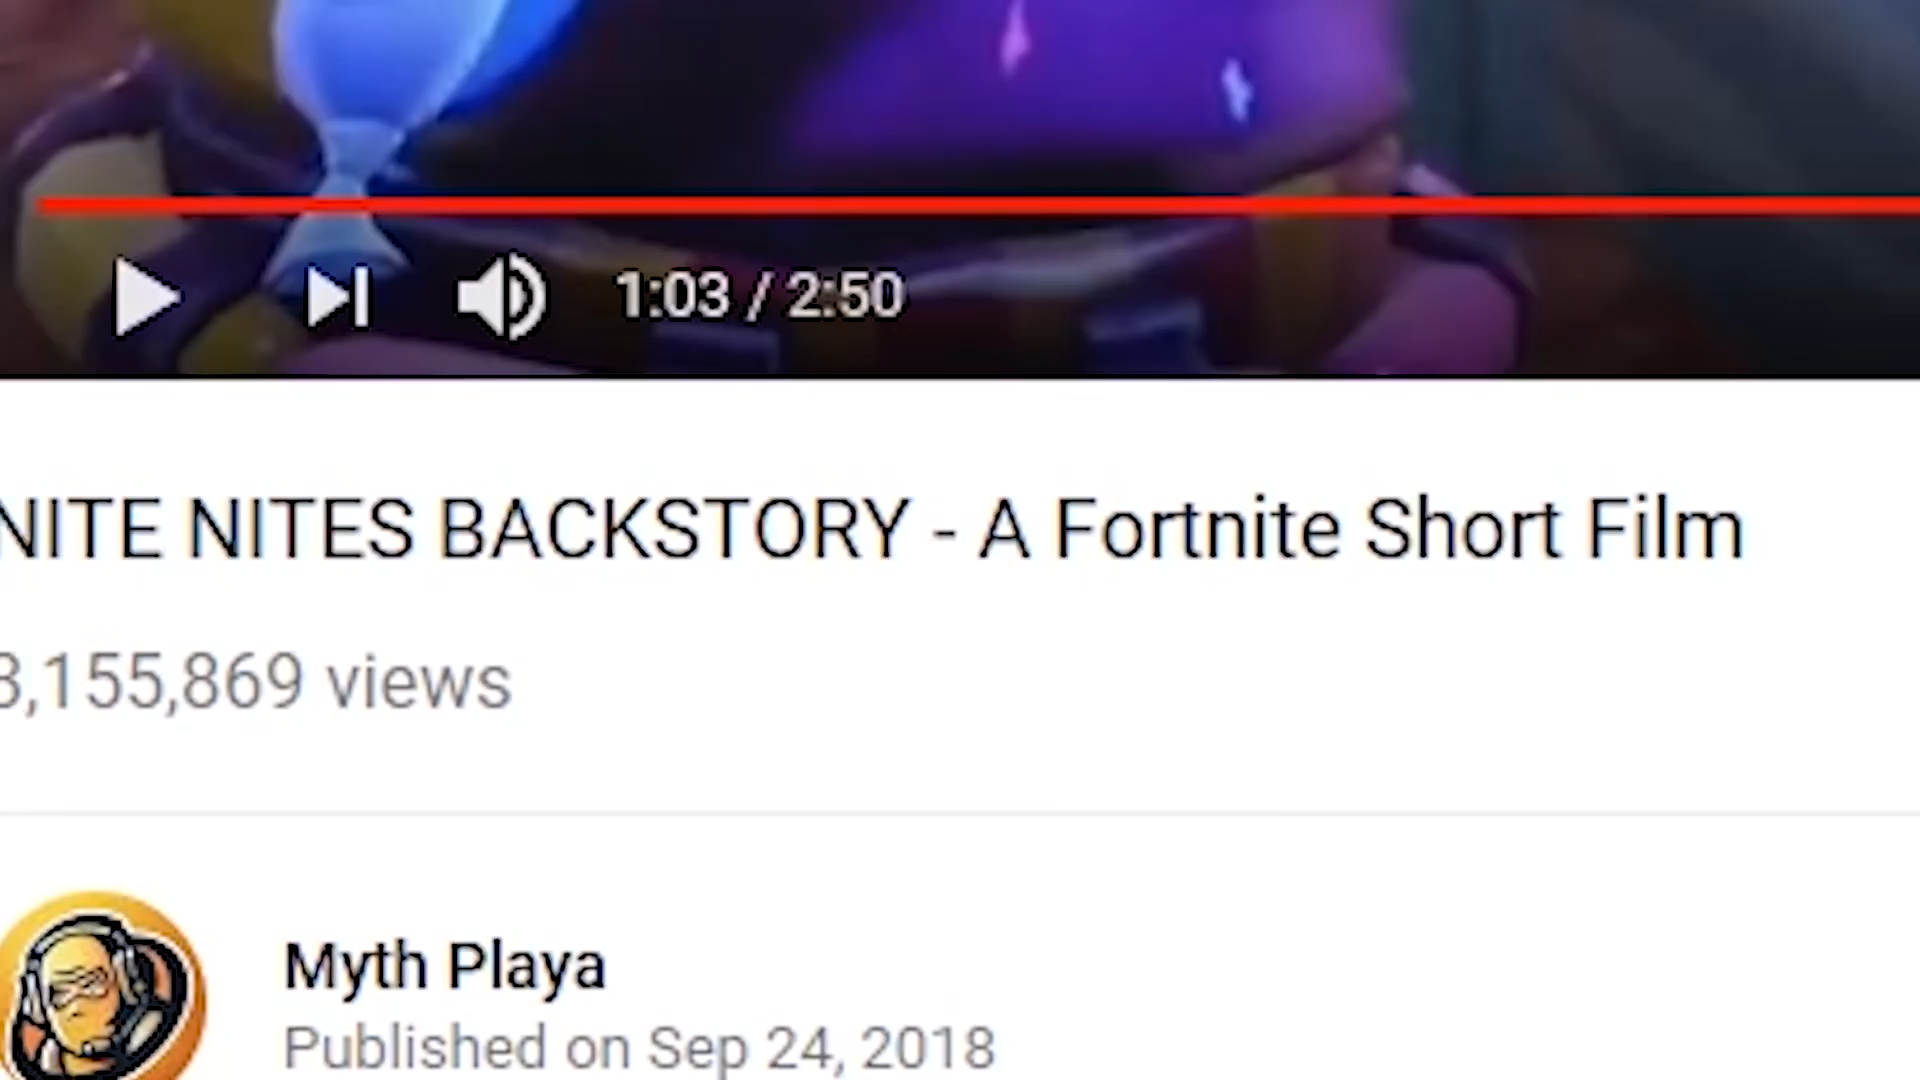 1:03 / 2:50
NITE NITES BACKSTORY - A Fortnite Short Film
3,155,869 views
Myth Playa
Published on Sep 24, 2018